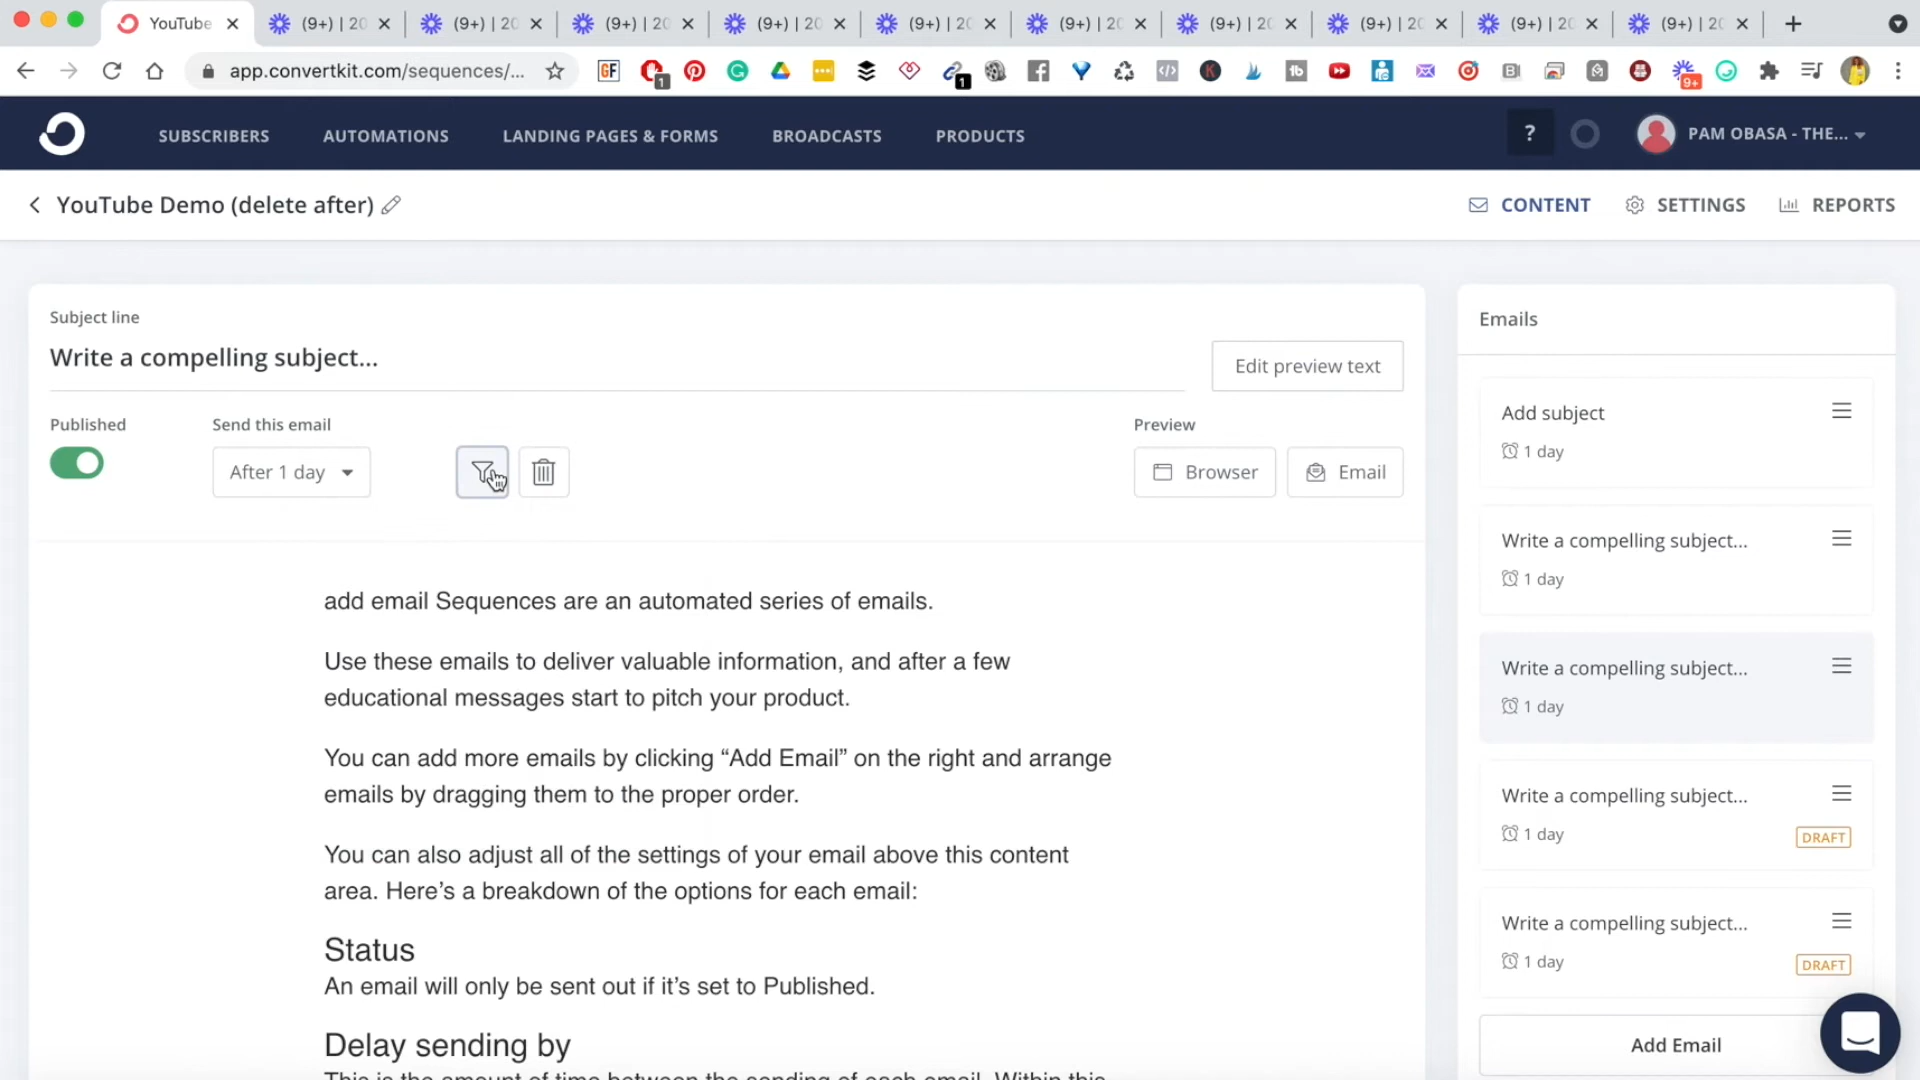 YouTube
(9+) | 20
(9+) | 20
(9+) | 20
(9+) | 20
(9+) | 20
(9+) | 20
(9+) | 20
(9+) | 20
(9+) | 20
(9+) | 20
app.convertkit.com/sequences/...
GF
1
1
tb
K
B
9+
SUBSCRIBERS
AUTOMATIONS
LANDING PAGES & FORMS
BROADCASTS
PRODUCTS
?
PAM OBASA - THE...
YouTube Demo (delete after)
CONTENT
SETTINGS
REPORTS
Subject line
Write a compelling subject...
Edit preview text
Published
Send this email
After 1 day
Preview
Browser
Email
add email Sequences are an automated series of emails.
Use these emails to deliver valuable information, and after a few
educational messages start to pitch your product.
You can add more emails by clicking “Add Email” on the right and arrange
emails by dragging them to the proper order.
You can also adjust all of the settings of your email above this content
area. Here’s a breakdown of the options for each email:
Status
An email will only be sent out if it’s set to Published.
Delay sending by
This is the amount of time between the sending of each email. Within this
Emails
Add subject
1 day
Write a compelling subject...
1 day
Write a compelling subject...
1 day
Write a compelling subject...
1 day
DRAFT
Write a compelling subject...
1 day
DRAFT
Add Email